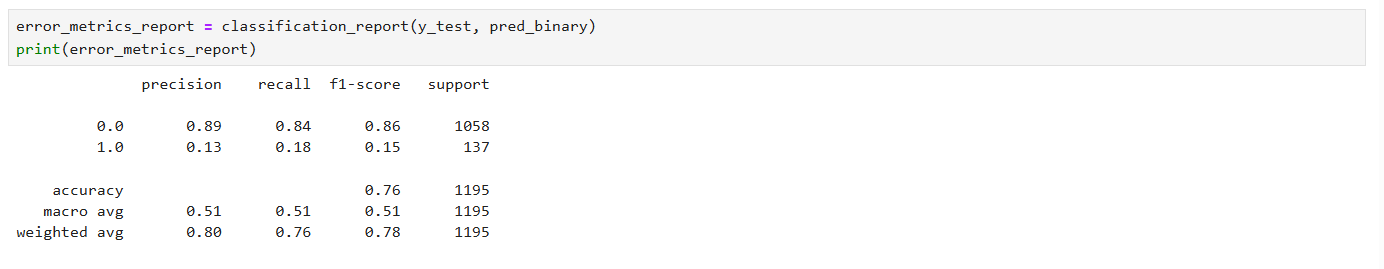 error_metrics_report = classification_report(y_test, pred_binary)
print(error_metrics_report)
precision recall f1-score support
0.0 0.89 0.84 0.86 1058
1.0 0.13 0.18 0.15 137
accuracy 0.76 1195
macro avg 0.51 0.51 0.51 1195
weighted avg 0.80 0.76 0.78 1195